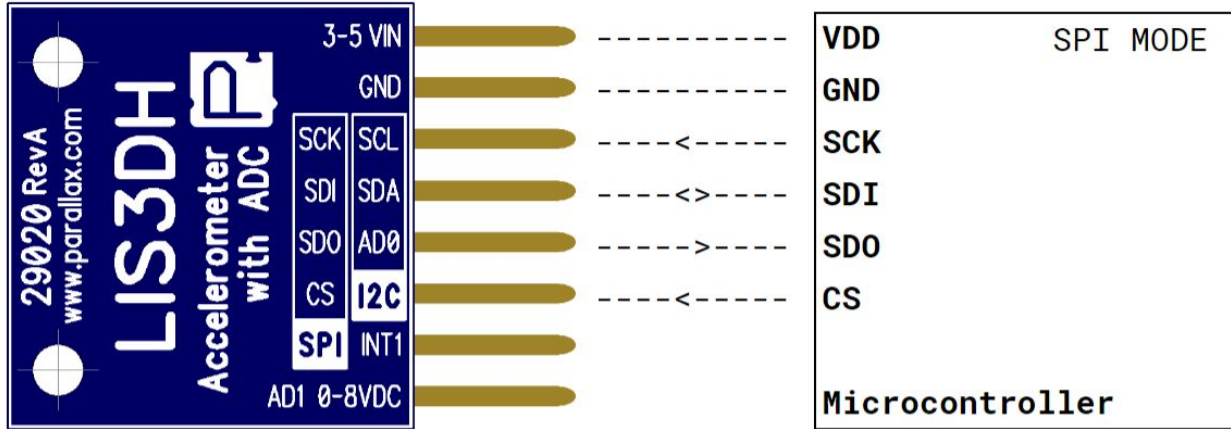 29020 RevA
www.parallax.com
LIS3DH
Accelerometer
with ADC
3-5 VIN
GND
SCK SCL
SDI SDA
SDO AD0
CS I2C
SPI INT1
AD1 0-8VDC
----------
----------
----<-----
----<>----
----->----
----<-----
VDD SPI MODE
GND
SCK
SDI
SDO
CS
Microcontroller